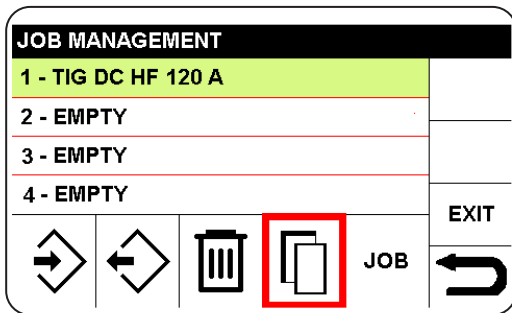 JOB MANAGEMENT
1 - TIG DC HF 120 A
2 - EMPTY
3 - EMPTY
4 - EMPTY
EXIT
JOB